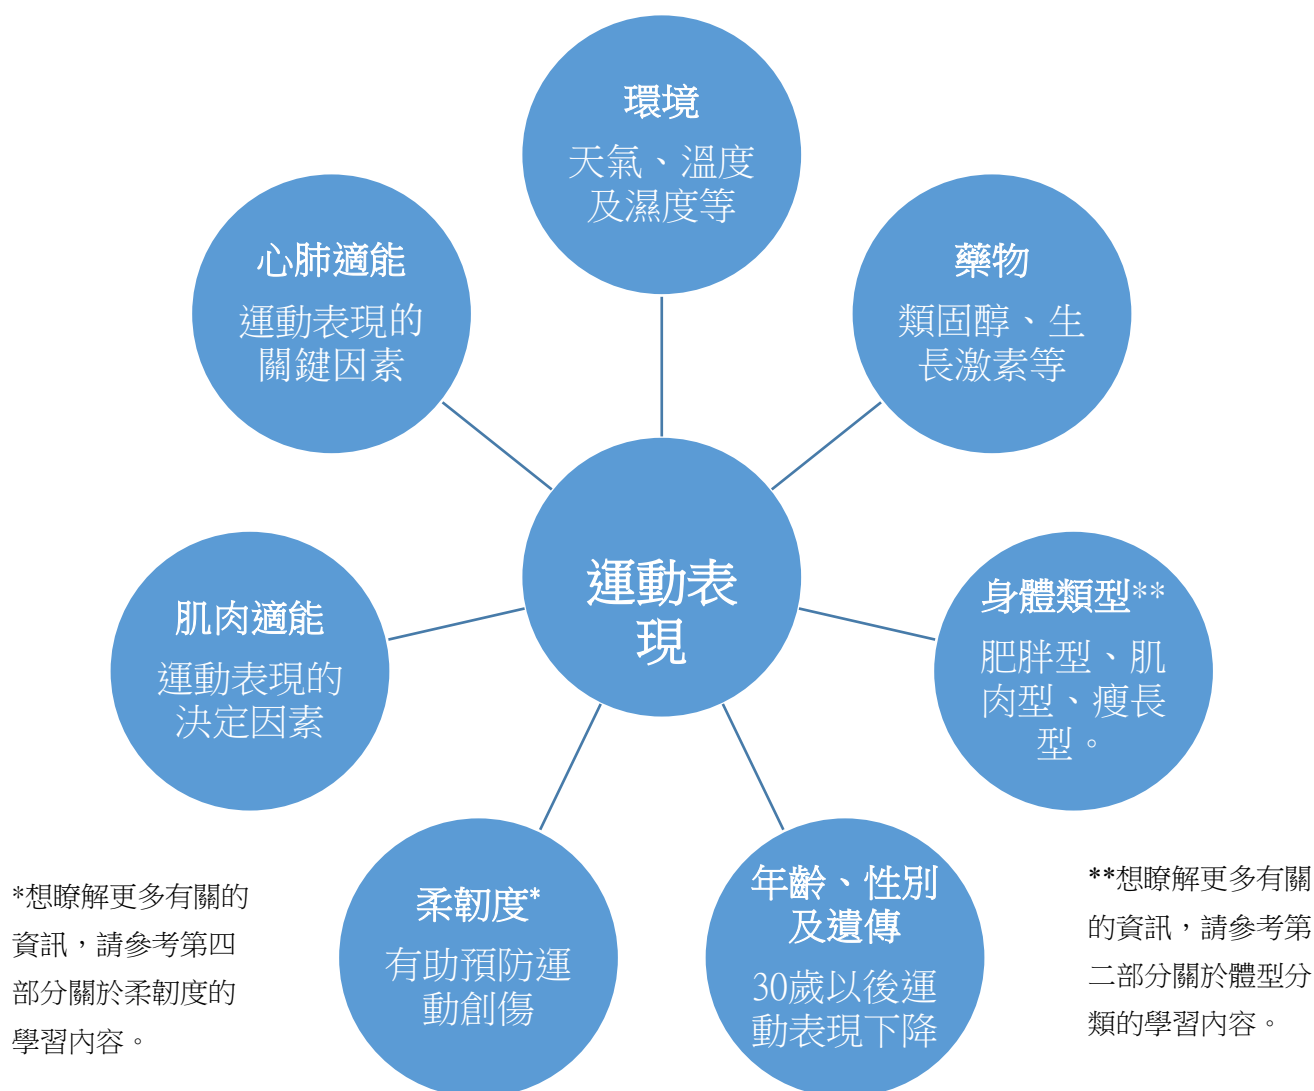 環境
天氣、溫度
及濕度等
心肺適能
運動表現的
關鍵因素
藥物
類固醇、生
長激素等
運動表
現
肌肉適能
運動表現的
決定因素
身體類型**
肥胖型、肌
肉型、瘦長
型。
柔韌度*
有助預防運
動創傷
年齡、性別
及遺傳
30歲以後運
動表現下降
*想瞭解更多有關的
資訊，請參考第四
部分關於柔韌度的
學習內容。
**想瞭解更多有關
的資訊，請參考第
二部分關於體型分
類的學習內容。